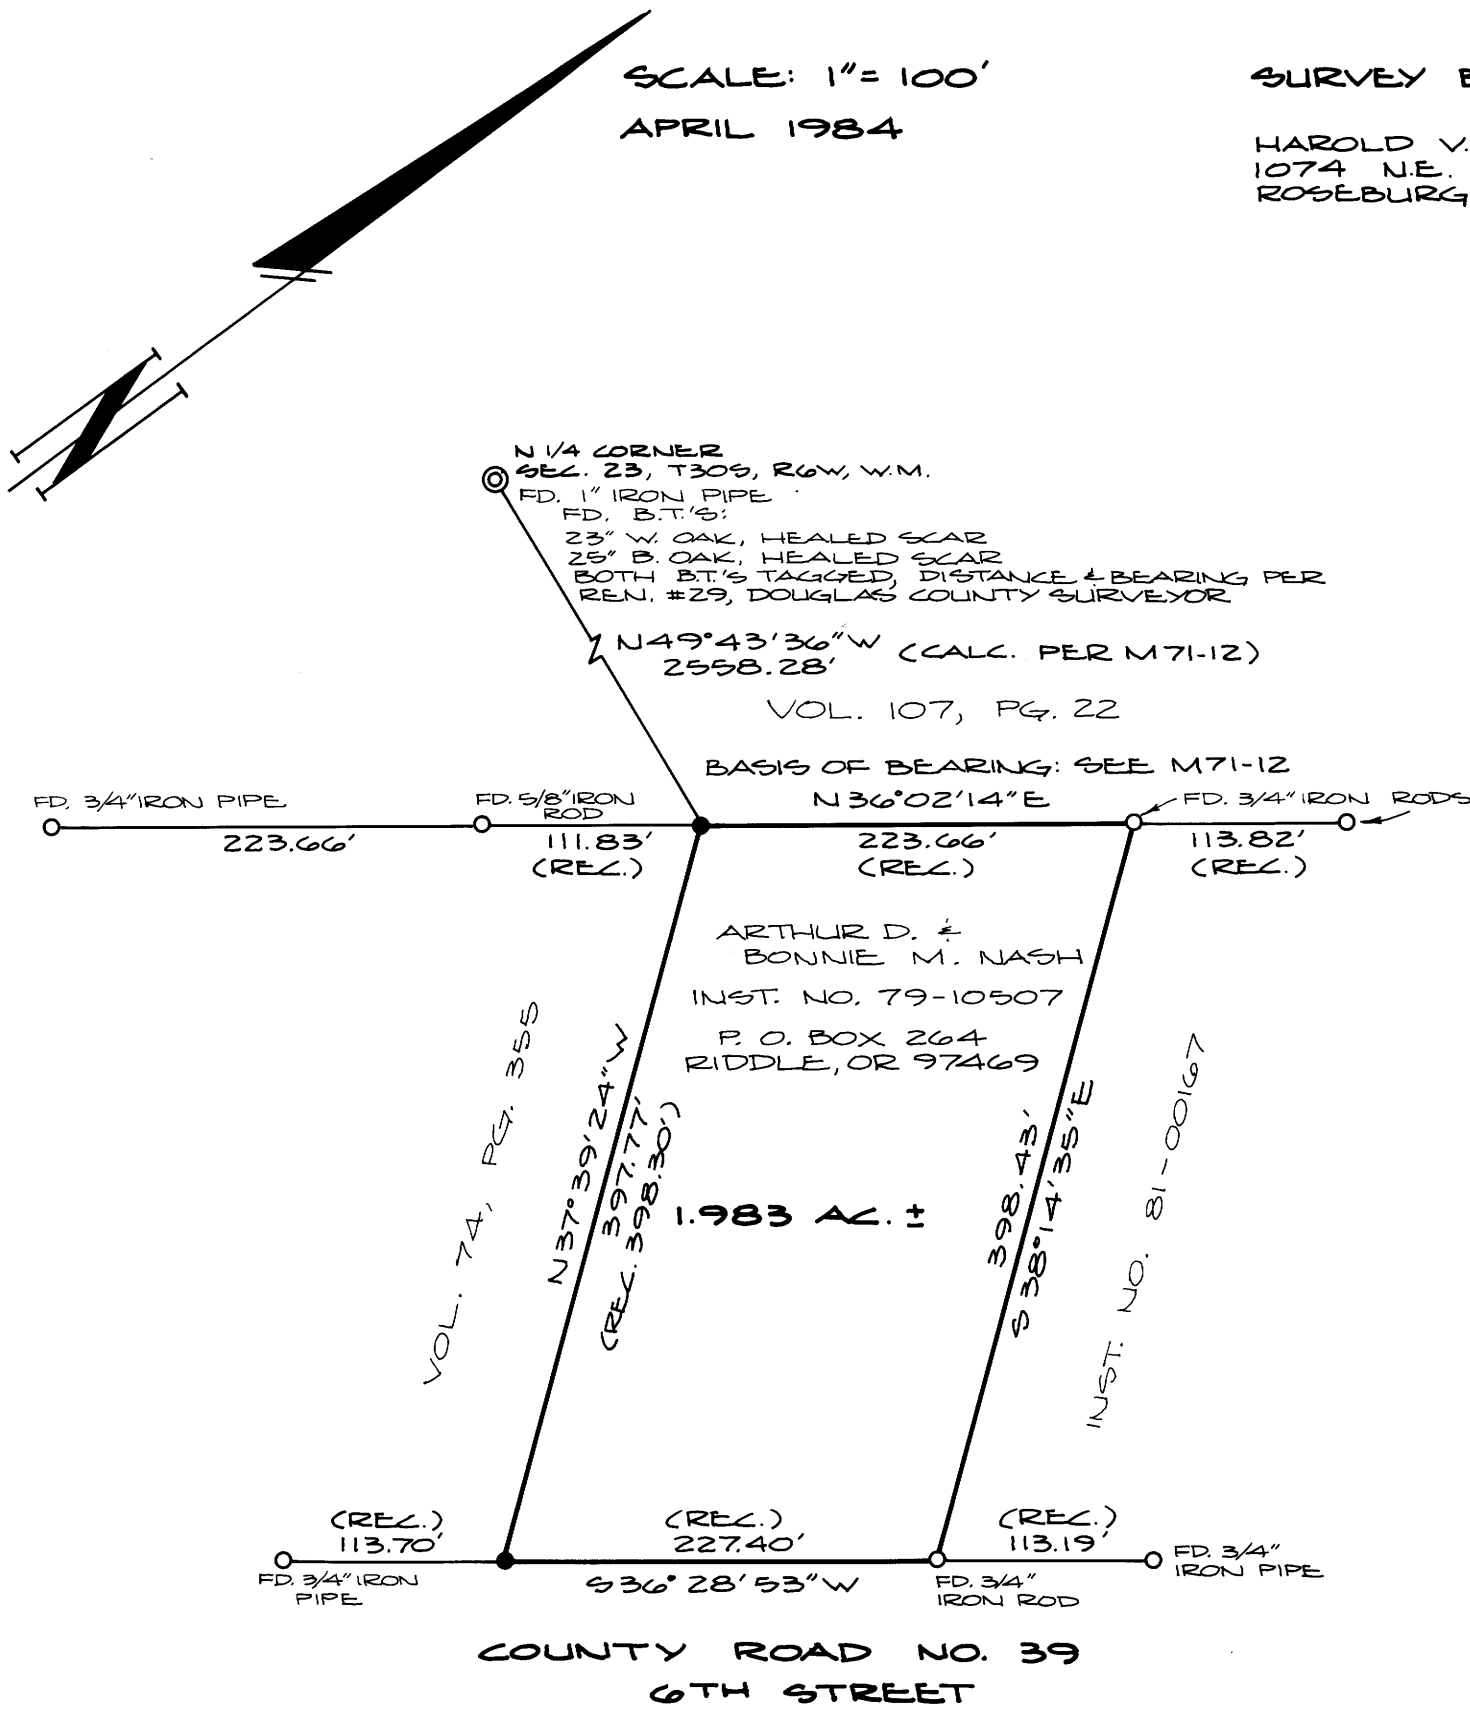 SCALE: 1"= 100'
APRIL 1984
SURVEY
HAROLD V.
1074 N.E.
ROSEBURG
N
N 1/4 CORNER
SEC. 23, T30S, R6W, W.M.
FD. 1" IRON PIPE
FD. B.T.'S:
23" W. OAK, HEALED SCAR
25" B. OAK, HEALED SCAR
BOTH B.T.'S TAGGED, DISTANCE & BEARING PER
REN. #29, DOUGLAS COUNTY SURVEYOR
N49°43'36"W (CALC. PER M71-12)
2558.28'
VOL. 107, PG. 22
BASIS OF BEARING: SEE M71-12
N36°02'14"E
FD. 3/4" IRON PIPE
FD. 5/8" IRON
ROD
FD. 3/4" IRON RODS
223.66'
111.83'
(REC.)
223.66'
(REC.)
113.82'
(REC.)
ARTHUR D. &
BONNIE M. NASH
INST. NO. 79-10507
P. O. BOX 264
RIDDLE, OR 97469
VOL. 74, PG. 355
N37°39'24"W
397.77'
(REC. 398.30')
1.983 AC. ±
398.43'
S38°14'35"E
INST. NO. 81-00167
(REC.)
113.70'
(REC.)
227.40'
(REC.)
113.19'
FD. 3/4" IRON
PIPE
S36°28'53"W
FD. 3/4"
IRON ROD
FD. 3/4"
IRON PIPE
COUNTY ROAD NO. 39
6TH STREET